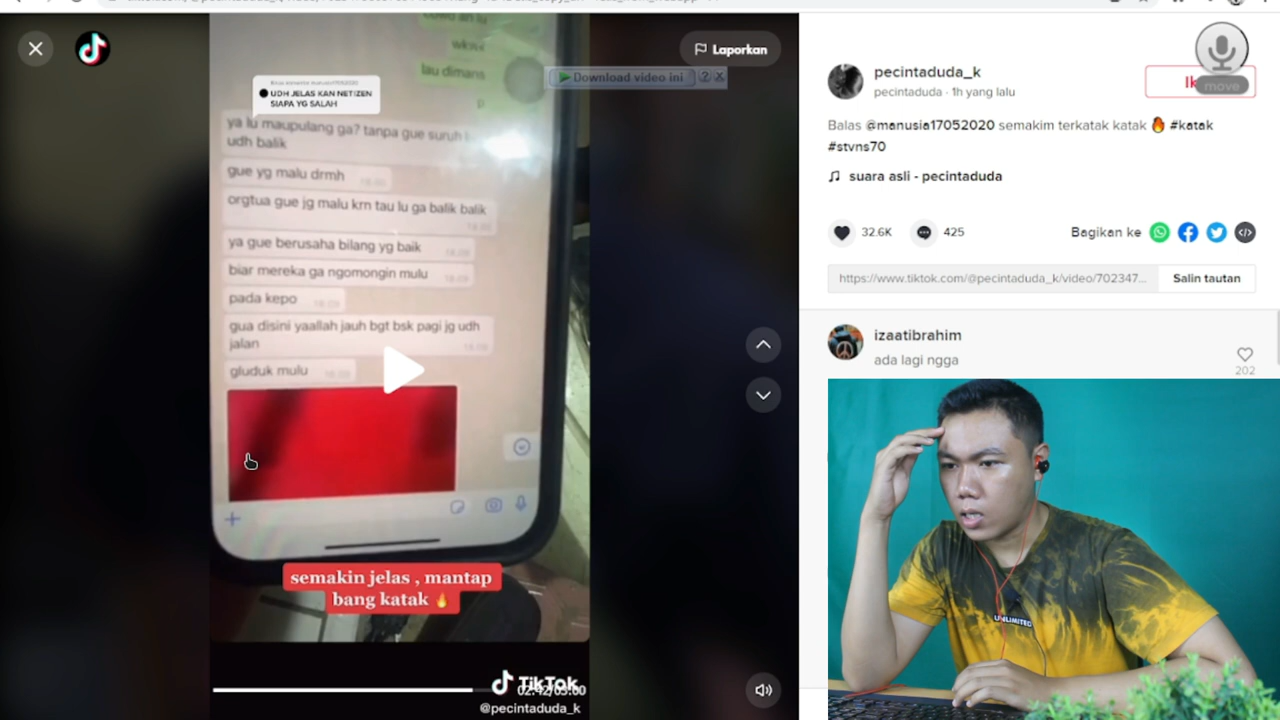 Laporkan
Download video ini
lau dimans
p
UDH JELAS KAN NETIZEN
SIAPA YG SALAH
ya lu maupulang ga? tanpa gue suruh
udh balik
gue yg malu drmh
orgtua gue jg malu krn tau lu ga balik balik
ya gue berusaha bilang yg baik
biar mereka ga ngomongin mulu
pada kepo
gua disini yaallah jauh bgt bsk pagi jg udh
jalan
gluduk mulu
semakin jelas , mantap
bang katak 🔥
TikTok
@pecintaduda_k
pecintaduda_k
pecintaduda · 1h yang lalu
Ik
move
Balas @manusia17052020 semakim terkatak katak 🔥 #katak
#stvns70
suara asli - pecintaduda
32.6K
425
Bagikan ke
https://www.tiktok.com/@pecintaduda_k/video/702347...
Salin tautan
izaatibrahim
ada lagi ngga
202
UNLIMITED